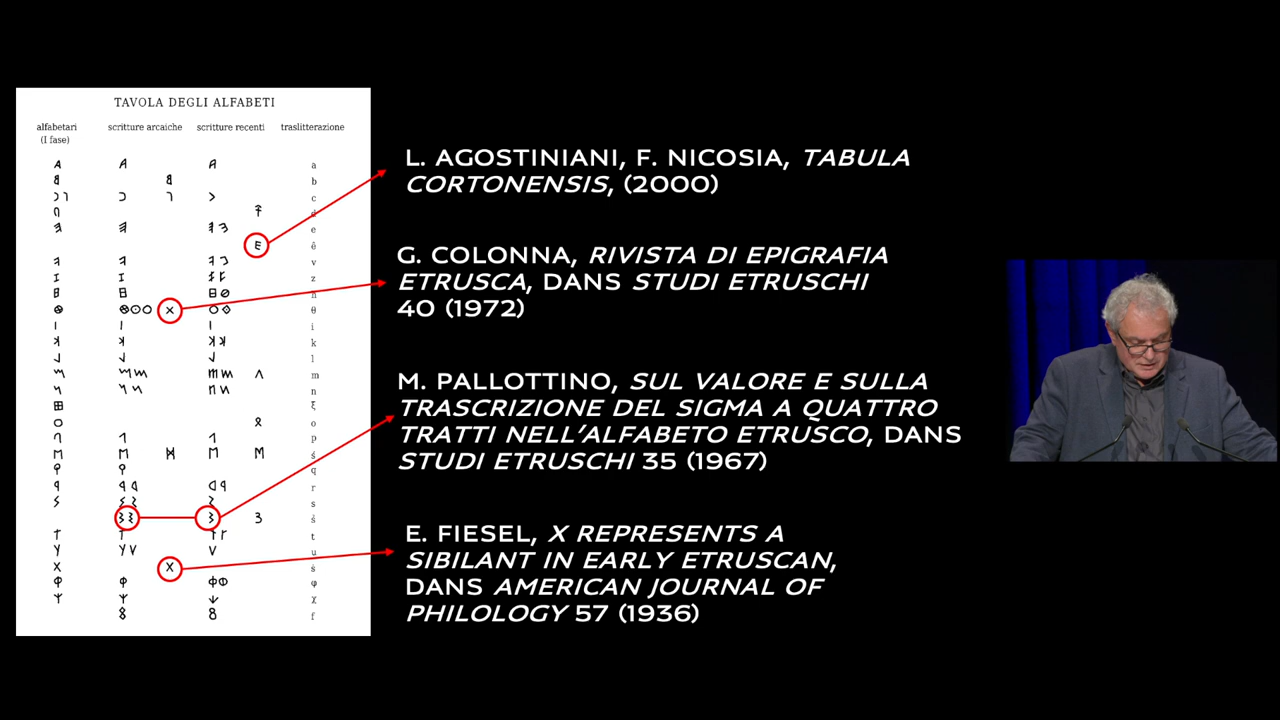 TAVOLA DEGLI ALFABETI
alfabetari scritture arcaiche scritture recenti traslitterazione
(I fase)
a
b
c
d
e
ê
v
z
h
θ
i
k
l
m
n
ξ
o
p
ś
q
r
s
t
u
φ
χ
f
L. AGOSTINIANI, F. NICOSIA, TABULA
CORTONENSIS, (2000)
G. COLONNA, RIVISTA DI EPIGRAFIA
ETRUSCA, DANS STUDI ETRUSCHI
40 (1972)
M. PALLOTTINO, SUL VALORE E SULLA
TRASCRIZIONE DEL SIGMA A QUATTRO
TRATTI NELL’ALFABETO ETRUSCO, DANS
STUDI ETRUSCHI 35 (1967)
E. FIESEL, X REPRESENTS A
SIBILANT IN EARLY ETRUSCAN,
DANS AMERICAN JOURNAL OF
PHILOLOGY 57 (1936)